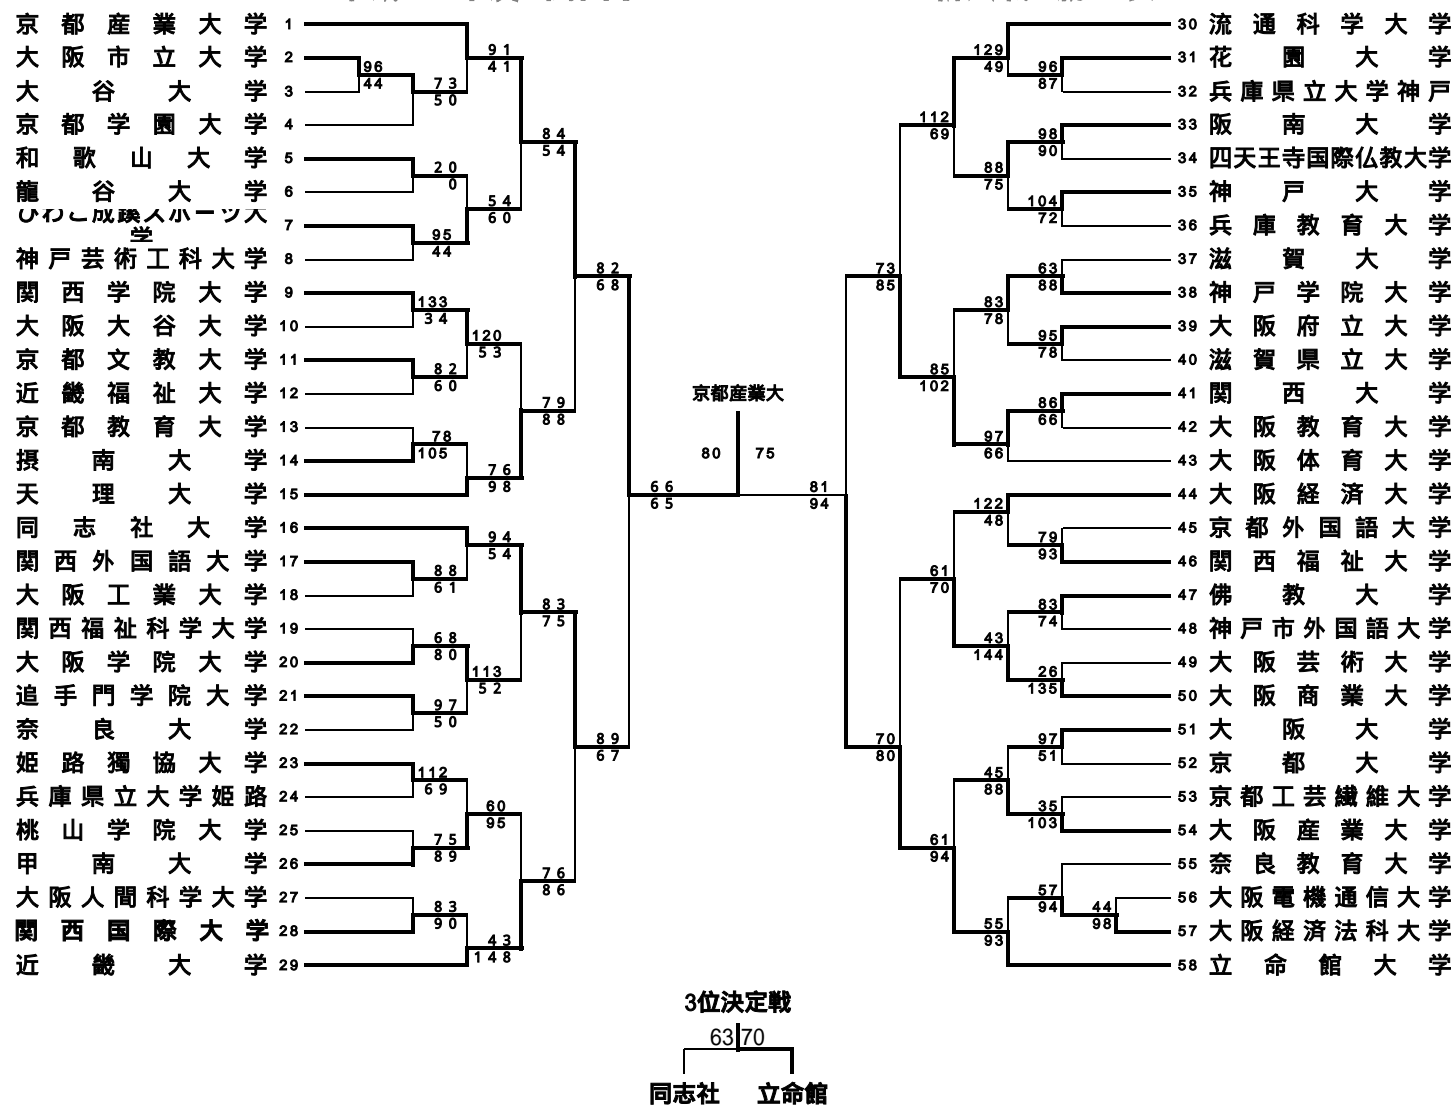 京都産業大学 1
大阪市立大学 2
大谷大学 3
京都学園大学 4
和歌山大学 5
龍谷大学 6
びわこ成蹊スポーツ大
学 7
神戸芸術工科大学 8
関西学院大学 9
大阪大谷大学 10
京都文教大学 11
近畿福祉大学 12
京都教育大学 13
摂南大学 14
天理大学 15
同志社大学 16
関西外国語大学 17
大阪工業大学 18
関西福祉科学大学 19
大阪学院大学 20
追手門学院大学 21
奈良大学 22
姫路獨協大学 23
兵庫県立大学姫路 24
桃山学院大学 25
甲南大学 26
大阪人間科学大学 27
関西国際大学 28
近畿大学 29
96
44
73
50
91
41
20
0
95
44
54
60
84
54
133
34
82
60
120
53
78
105
76
98
79
88
82
68
88
61
94
54
68
80
97
50
113
52
83
75
112
69
75
89
60
95
83
90
43
148
76
86
89
67
66
65
京都産業大
80 75
81
94
73
85
112
69
129
49
96
87
98
90
88
75
104
72
63
88
83
78
95
78
85
102
86
66
97
66
122
48
79
93
61
70
83
74
43
144
26
135
70
80
97
51
45
88
35
103
61
94
57
94
44
98
55
93
30 流通科学大学
31 花園大学
32 兵庫県立大学神戸
33 阪南大学
34 四天王寺国際仏教大学
35 神戸大学
36 兵庫教育大学
37 滋賀大学
38 神戸学院大学
39 大阪府立大学
40 滋賀県立大学
41 関西大学
42 大阪教育大学
43 大阪体育大学
44 大阪経済大学
45 京都外国語大学
46 関西福祉大学
47 佛教大学
48 神戸市外国語大学
49 大阪芸術大学
50 大阪商業大学
51 大阪大学
52 京都大学
53 京都工芸繊維大学
54 大阪産業大学
55 奈良教育大学
56 大阪電機通信大学
57 大阪経済法科大学
58 立命館大学
3位決定戦
63 70
同志社 立命館